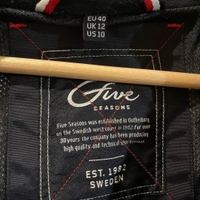 EU 40
UK 12
US 10
Five
SEASONS
Five Seasons was established in Gothenburg
on the Swedish west coast in 1982. For over
30 years the company has been producing
high quality and technical
EST. 1982
SWEDEN